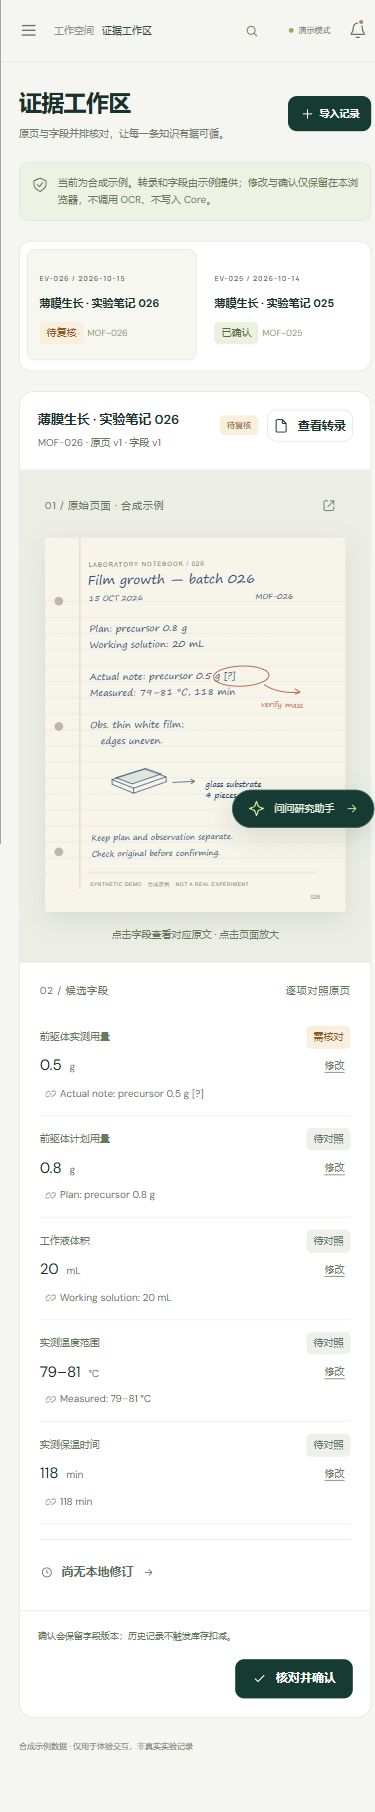 工作空间 证据工作区
演示模式
证据工作区
导入记录
原页与字段并排核对，让每一条知识有据可循。
当前为合成示例。转录和字段由示例提供；修改与确认仅保留在本浏
览器，不调用 OCR、不写入 Core。
EV-026 / 2026-10-15
薄膜生长 · 实验笔记 026
待复核 MOF-026
EV-025 / 2026-10-14
薄膜生长 · 实验笔记 025
已确认 MOF-025
薄膜生长 · 实验笔记 026
MOF-026 · 原页 v1 · 字段 v1
待复核
查看转录
01 / 原始页面 · 合成示例
LABORATORY NOTEBOOK / 026
Film growth — batch 026
15 OCT 2026
MOF-026
Plan: precursor 0.8 g
Working solution: 20 mL
Actual note: precursor 0.5 g [?]
Measured: 79–81 °C, 118 min
verify mass
Obs. thin white film;
edges uneven.
glass substrate
4 pieces
问问研究助手 →
Keep plan and observation separate.
Check original before confirming.
SYNTHETIC DEMO · 合成示例 · NOT A REAL EXPERIMENT
026
点击字段查看对应原文 · 点击页面放大
02 / 候选字段
逐项对照原页
前驱体实测用量
需核对
0.5 g
修改
Actual note: precursor 0.5 g [?]
前驱体计划用量
待对照
0.8 g
修改
Plan: precursor 0.8 g
工作液体积
待对照
20 mL
修改
Working solution: 20 mL
实测温度范围
待对照
79–81 °C
修改
Measured: 79–81 °C
实测保温时间
待对照
118 min
修改
118 min
尚无本地修订 →
确认会保留字段版本；历史记录不触发库存扣减。
核对并确认
合成示例数据 · 仅用于体验交互，非真实实验记录